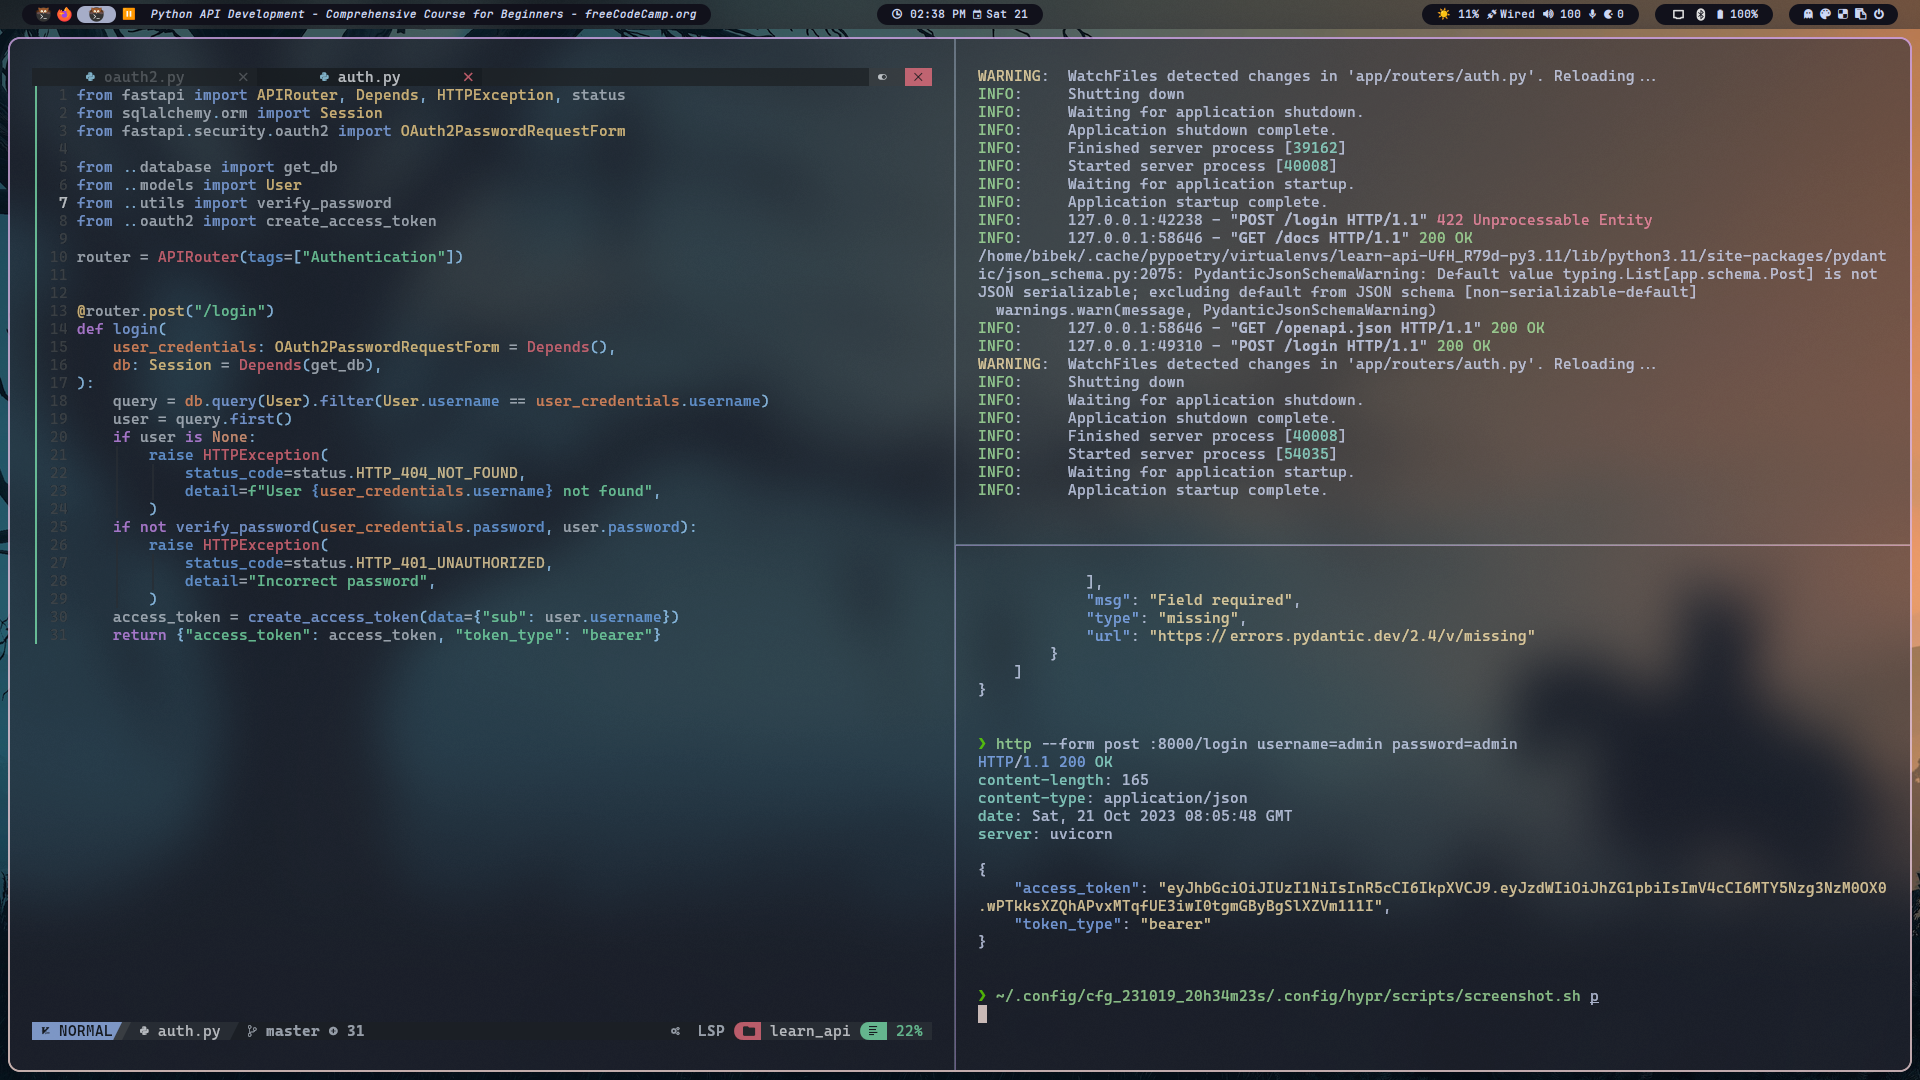 Python API Development - Comprehensive Course for Beginners - freeCodeCamp.org
02:38 PM Sat 21
11% Wired 100 0
100%
oauth2.py
auth.py
1 from fastapi import APIRouter, Depends, HTTPException, status
2 from sqlalchemy.orm import Session
3 from fastapi.security.oauth2 import OAuth2PasswordRequestForm
4
5 from ..database import get_db
6 from ..models import User
7 from ..utils import verify_password
8 from ..oauth2 import create_access_token
9
10 router = APIRouter(tags=["Authentication"])
11
12
13 @router.post("/login")
14 def login(
15 user_credentials: OAuth2PasswordRequestForm = Depends(),
16 db: Session = Depends(get_db),
17 ):
18 query = db.query(User).filter(User.username == user_credentials.username)
19 user = query.first()
20 if user is None:
21 raise HTTPException(
22 status_code=status.HTTP_404_NOT_FOUND,
23 detail=f"User {user_credentials.username} not found",
24 )
25 if not verify_password(user_credentials.password, user.password):
26 raise HTTPException(
27 status_code=status.HTTP_401_UNAUTHORIZED,
28 detail="Incorrect password",
29 )
30 access_token = create_access_token(data={"sub": user.username})
31 return {"access_token": access_token, "token_type": "bearer"}
NORMAL auth.py master 31
LSP learn_api 22%
WARNING: WatchFiles detected changes in 'app/routers/auth.py'. Reloading...
INFO: Shutting down
INFO: Waiting for application shutdown.
INFO: Application shutdown complete.
INFO: Finished server process [39162]
INFO: Started server process [40008]
INFO: Waiting for application startup.
INFO: Application startup complete.
INFO: 127.0.0.1:42238 - "POST /login HTTP/1.1" 422 Unprocessable Entity
INFO: 127.0.0.1:58646 - "GET /docs HTTP/1.1" 200 OK
/home/bibek/.cache/pypoetry/virtualenvs/learn-api-UfH_R79d-py3.11/lib/python3.11/site-packages/pydant
ic/json_schema.py:2075: PydanticJsonSchemaWarning: Default value typing.List[app.schema.Post] is not
JSON serializable; excluding default from JSON schema [non-serializable-default]
warnings.warn(message, PydanticJsonSchemaWarning)
INFO: 127.0.0.1:58646 - "GET /openapi.json HTTP/1.1" 200 OK
INFO: 127.0.0.1:49310 - "POST /login HTTP/1.1" 200 OK
WARNING: WatchFiles detected changes in 'app/routers/auth.py'. Reloading...
INFO: Shutting down
INFO: Waiting for application shutdown.
INFO: Application shutdown complete.
INFO: Finished server process [40008]
INFO: Started server process [54035]
INFO: Waiting for application startup.
INFO: Application startup complete.
],
"msg": "Field required",
"type": "missing",
"url": "https://errors.pydantic.dev/2.4/v/missing"
}
]
}
❯ http --form post :8000/login username=admin password=admin
HTTP/1.1 200 OK
content-length: 165
content-type: application/json
date: Sat, 21 Oct 2023 08:05:48 GMT
server: uvicorn
{
"access_token": "eyJhbGciOiJIUzI1NiIsInR5cCI6IkpXVCJ9.eyJzdWIiOiJhZG1pbiIsImV4cCI6MTY5Nzg3NzM0OX0
.wPTkksXZQhAPvxMTqfUE3iwI0tgmGByBgSlXZVm111I",
"token_type": "bearer"
}
❯ ~/.config/cfg_231019_20h34m23s/.config/hypr/scripts/screenshot.sh p